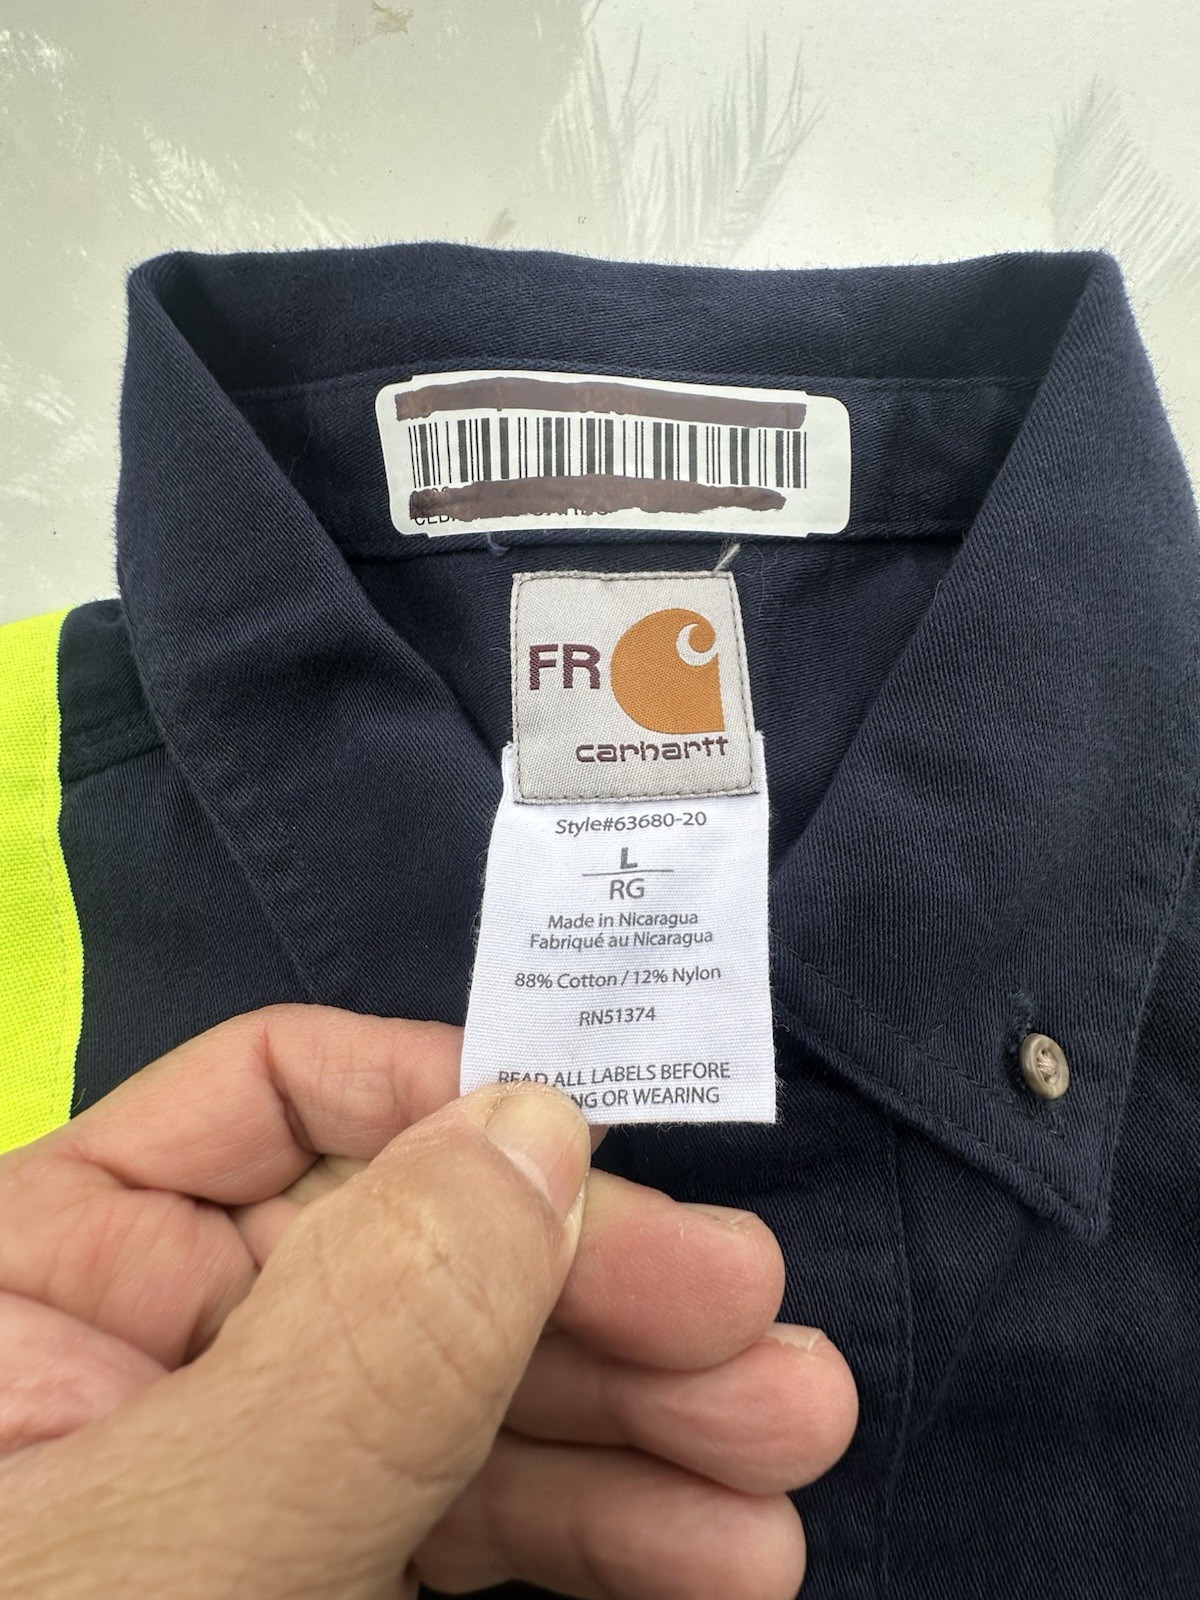 FR
carhartt
Style#63680-20
L
RG
Made in Nicaragua
Fabriqué au Nicaragua
88% Cotton / 12% Nylon
RN51374
READ ALL LABELS BEFORE
OR WEARING